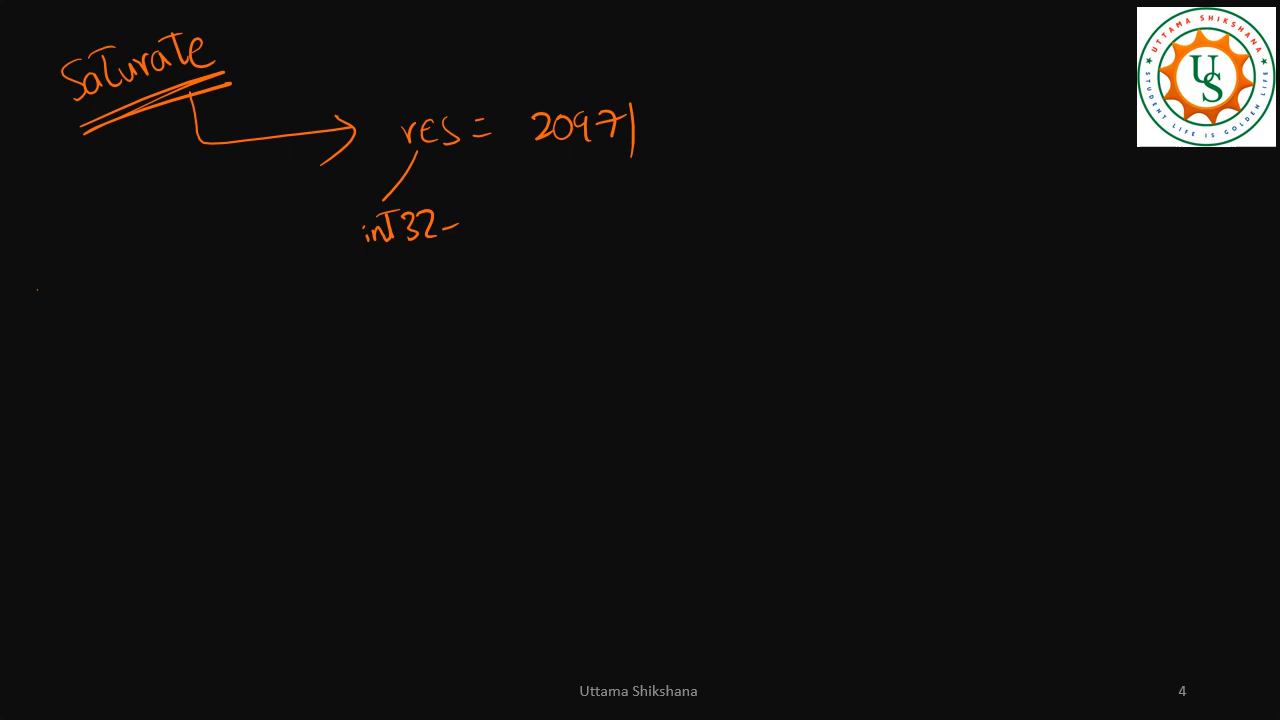 Saturate
res = 2097|
int32-
UTTAMA SHIKSHANA
US
STUDENT LIFE IS GOLDEN LIFE
Uttama Shikshana
4